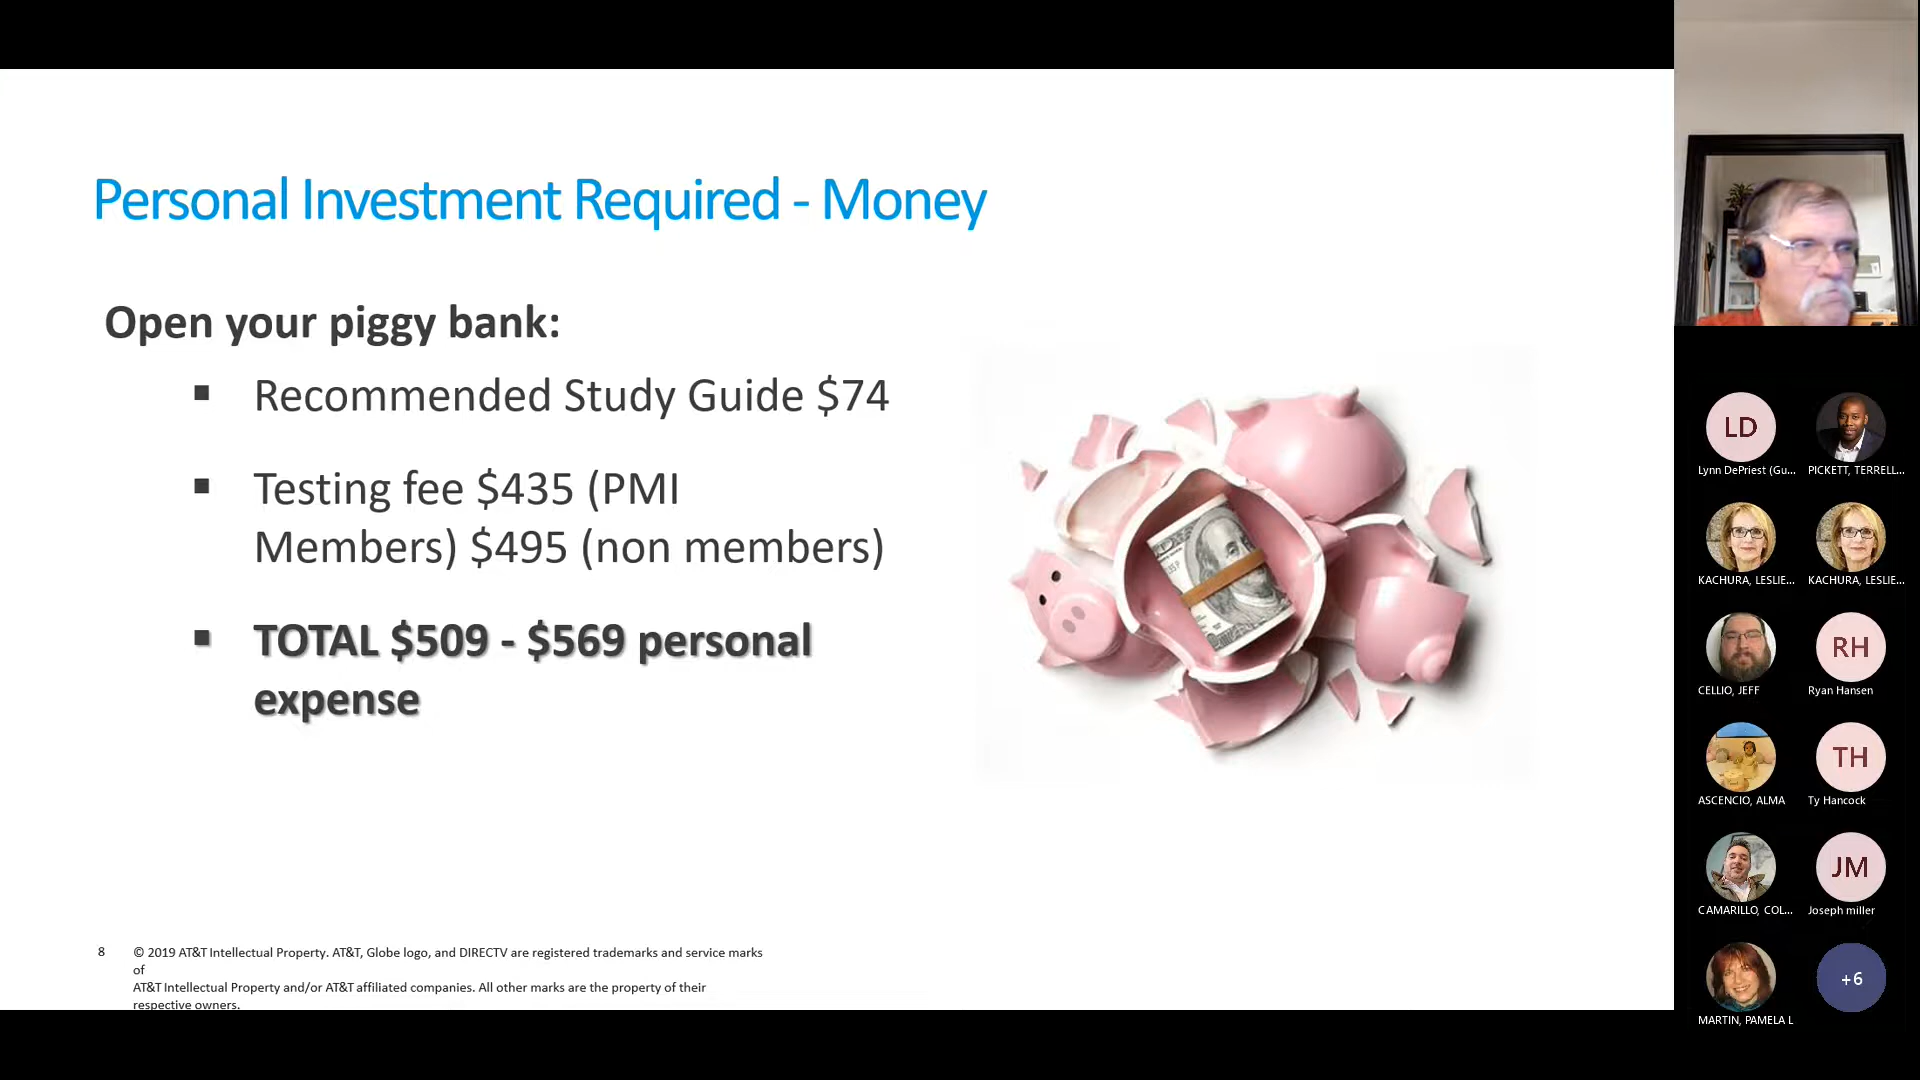 Personal Investment Required - Money
Open your piggy bank:
▪ Recommended Study Guide $74
▪ Testing fee $435 (PMI
Members) $495 (non members)
▪ TOTAL $509 - $569 personal
expense
8
© 2019 AT&T Intellectual Property. AT&T, Globe logo, and DIRECTV are registered trademarks and service marks
of
AT&T Intellectual Property and/or AT&T affiliated companies. All other marks are the property of their
respective owners.
LD
Lynn DePriest (Gu...
PICKETT, TERRELL...
KACHURA, LESLIE...
KACHURA, LESLIE...
CELLIO, JEFF
RH
Ryan Hansen
ASCENCIO, ALMA
TH
Ty Hancock
CAMARILLO, COL...
JM
Joseph miller
MARTIN, PAMELA L
+6